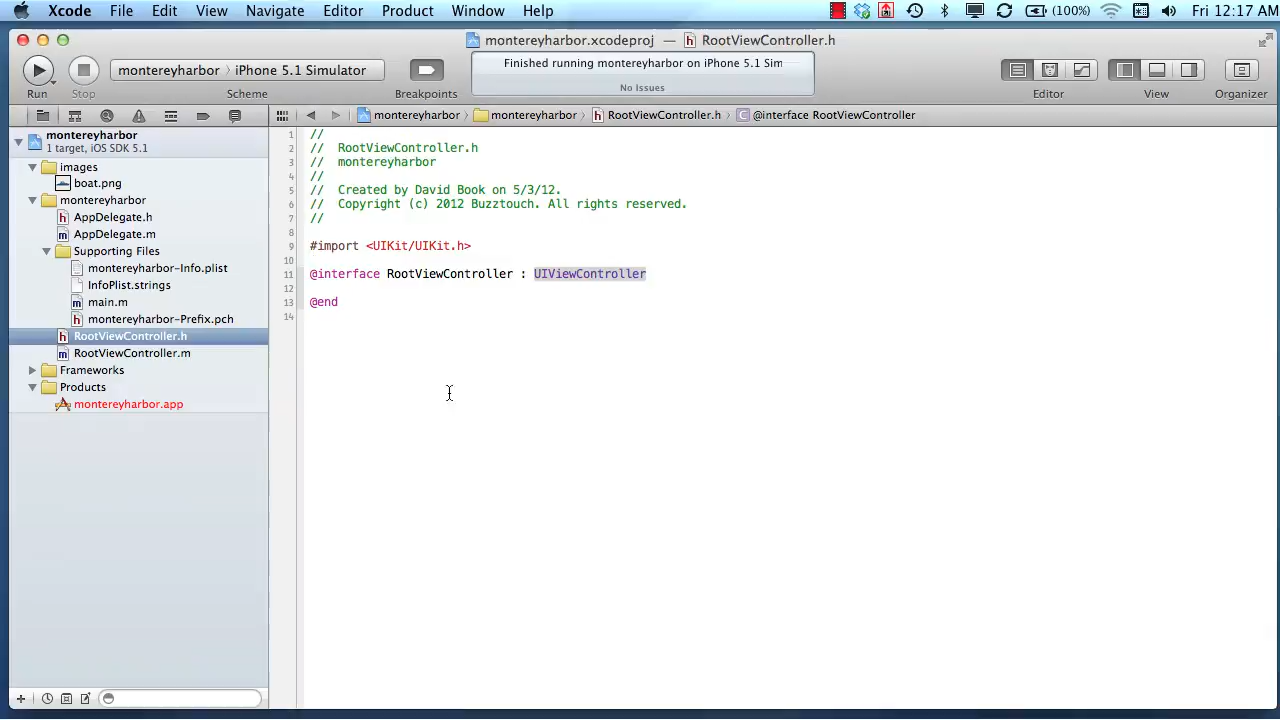 Xcode File Edit View Navigate Editor Product Window Help (100%) Fri 12:17 AM
montereyharbor.xcodeproj — RootViewController.h
montereyharbor › iPhone 5.1 Simulator
Finished running montereyharbor on iPhone 5.1 Sim
No Issues
Run Stop Scheme Breakpoints Editor View Organizer
montereyharbor › montereyharbor › RootViewController.h › @interface RootViewController
montereyharbor
1 target, iOS SDK 5.1
images
boat.png
montereyharbor
AppDelegate.h
AppDelegate.m
Supporting Files
montereyharbor-Info.plist
InfoPlist.strings
main.m
montereyharbor-Prefix.pch
RootViewController.h
RootViewController.m
Frameworks
Products
montereyharbor.app
1 //
2 // RootViewController.h
3 // montereyharbor
4 //
5 // Created by David Book on 5/3/12.
6 // Copyright (c) 2012 Buzztouch. All rights reserved.
7 //
8
9 #import <UIKit/UIKit.h>
10
11 @interface RootViewController : UIViewController
12
13 @end
14